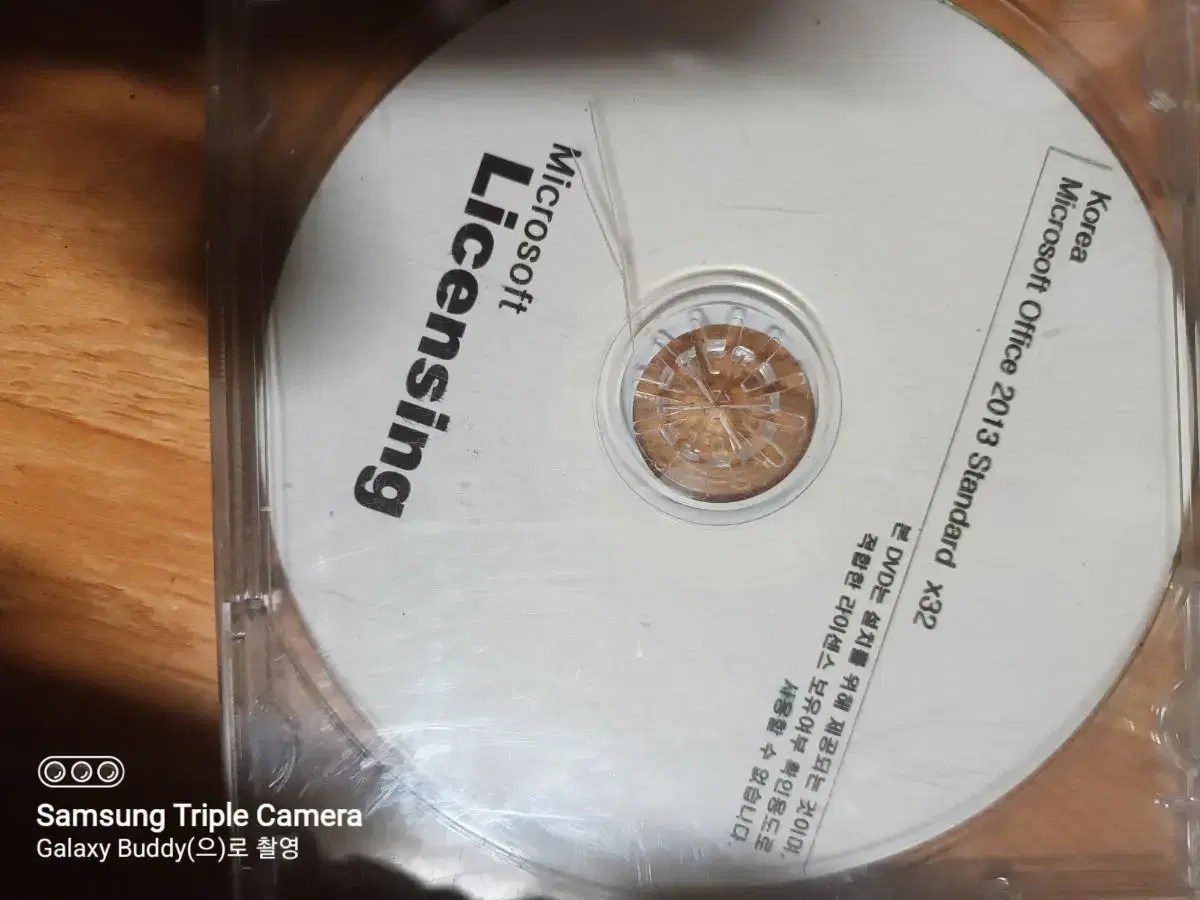 Microsoft
Licensing
Korea
Microsoft Office 2013 Standard x32
본 DVD는 설치를 위해 제공되는 것이며,
적합한 라이센스 보유여부 확인용도로
사용할 수 없습니다.
Samsung Triple Camera
Galaxy Buddy(으)로 촬영